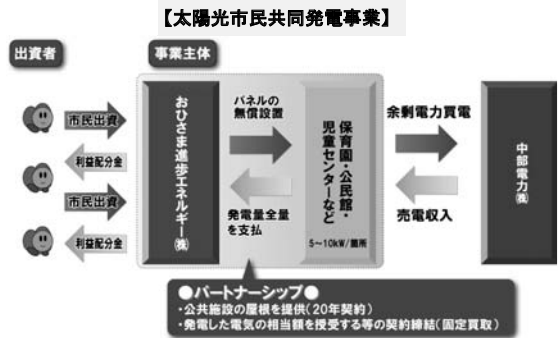 【太陽光市民共同発電事業】
出資者
事業主体
市民出資
利益配分金
市民出資
利益配分金
おひさま進歩エネルギー(株)
パネルの
無償設置
発電量全量
を支払
保育園・公民館・
児童センターなど
5～10kW/箇所
余剰電力買電
売電収入
中部電力(株)
●パートナーシップ●
・公共施設の屋根を提供(20年契約)
・発電した電気の相当額を授受する等の契約締結(固定買取)